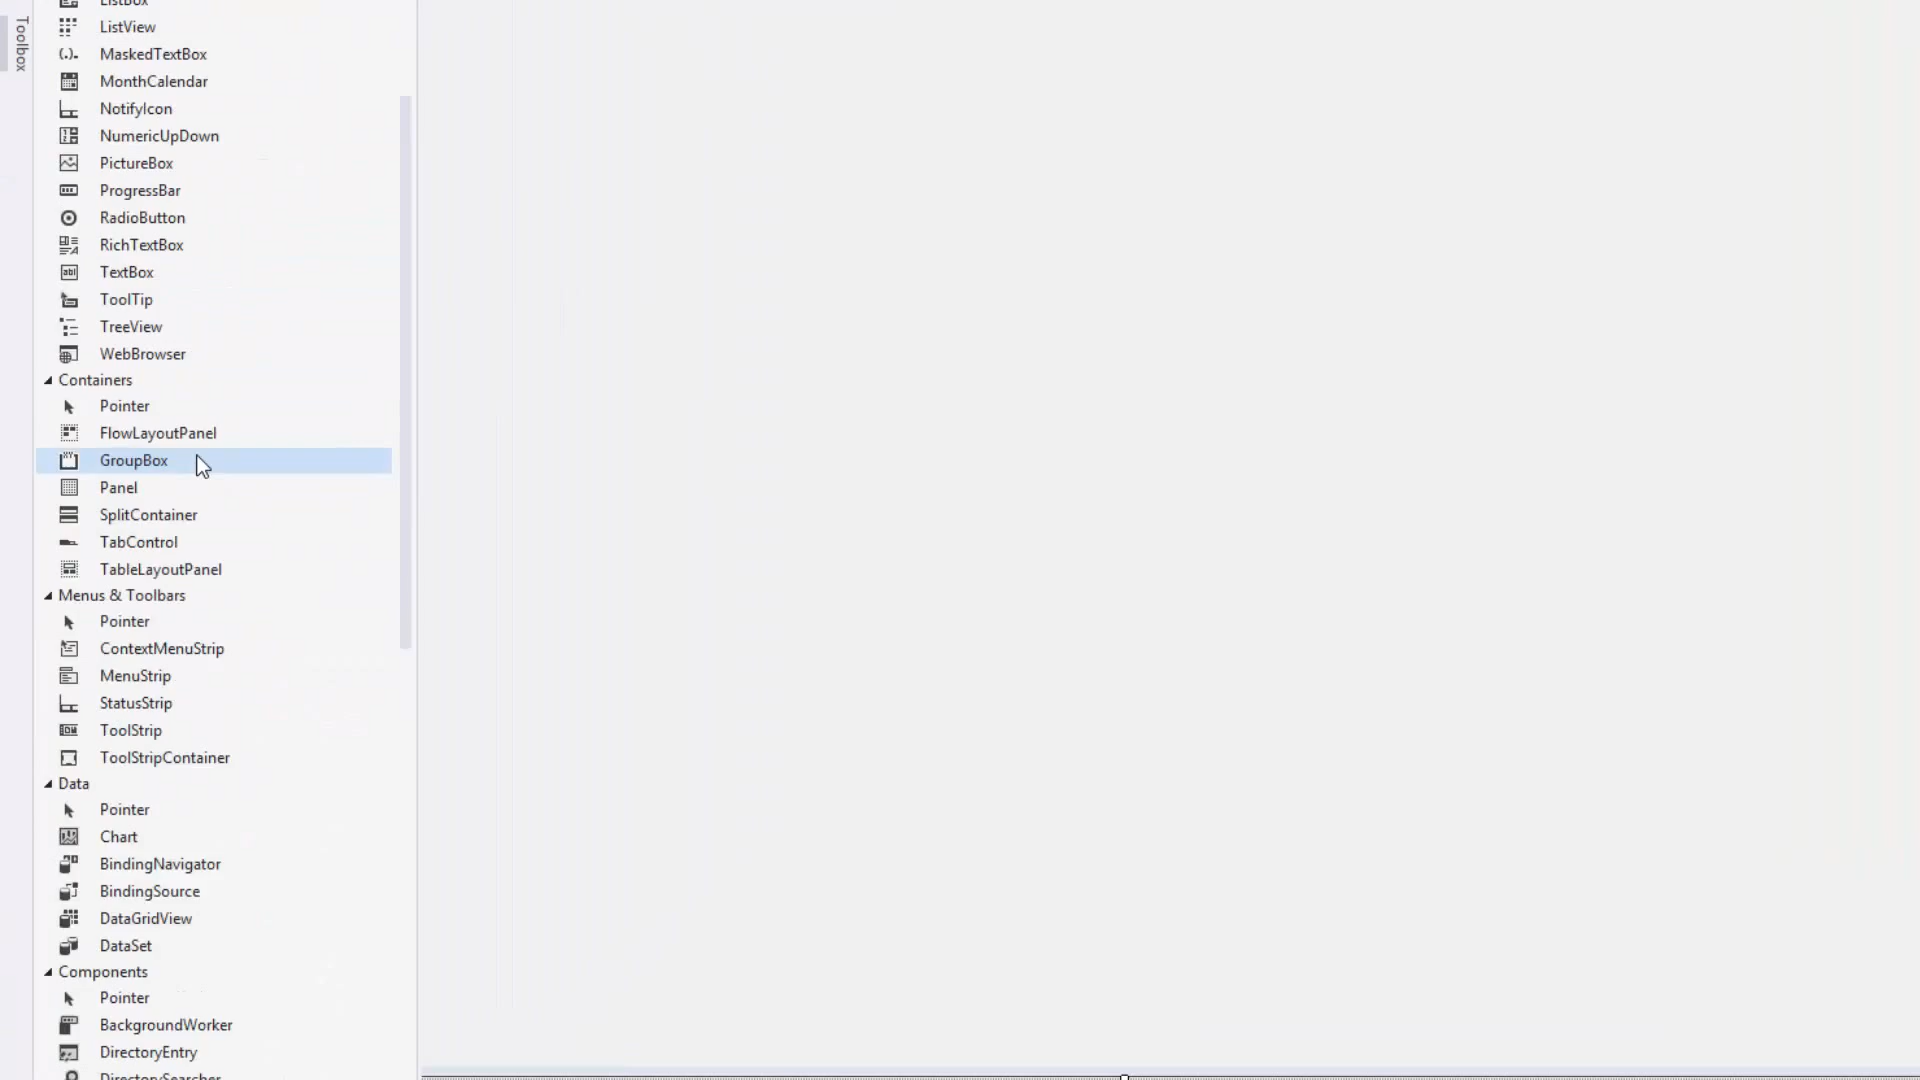 Toolbox
ListBox
ListView
MaskedTextBox
MonthCalendar
NotifyIcon
NumericUpDown
PictureBox
ProgressBar
RadioButton
RichTextBox
TextBox
ToolTip
TreeView
WebBrowser
Containers
Pointer
FlowLayoutPanel
GroupBox
Panel
SplitContainer
TabControl
TableLayoutPanel
Menus & Toolbars
Pointer
ContextMenuStrip
MenuStrip
StatusStrip
ToolStrip
ToolStripContainer
Data
Pointer
Chart
BindingNavigator
BindingSource
DataGridView
DataSet
Components
Pointer
BackgroundWorker
DirectoryEntry
DirectorySearcher